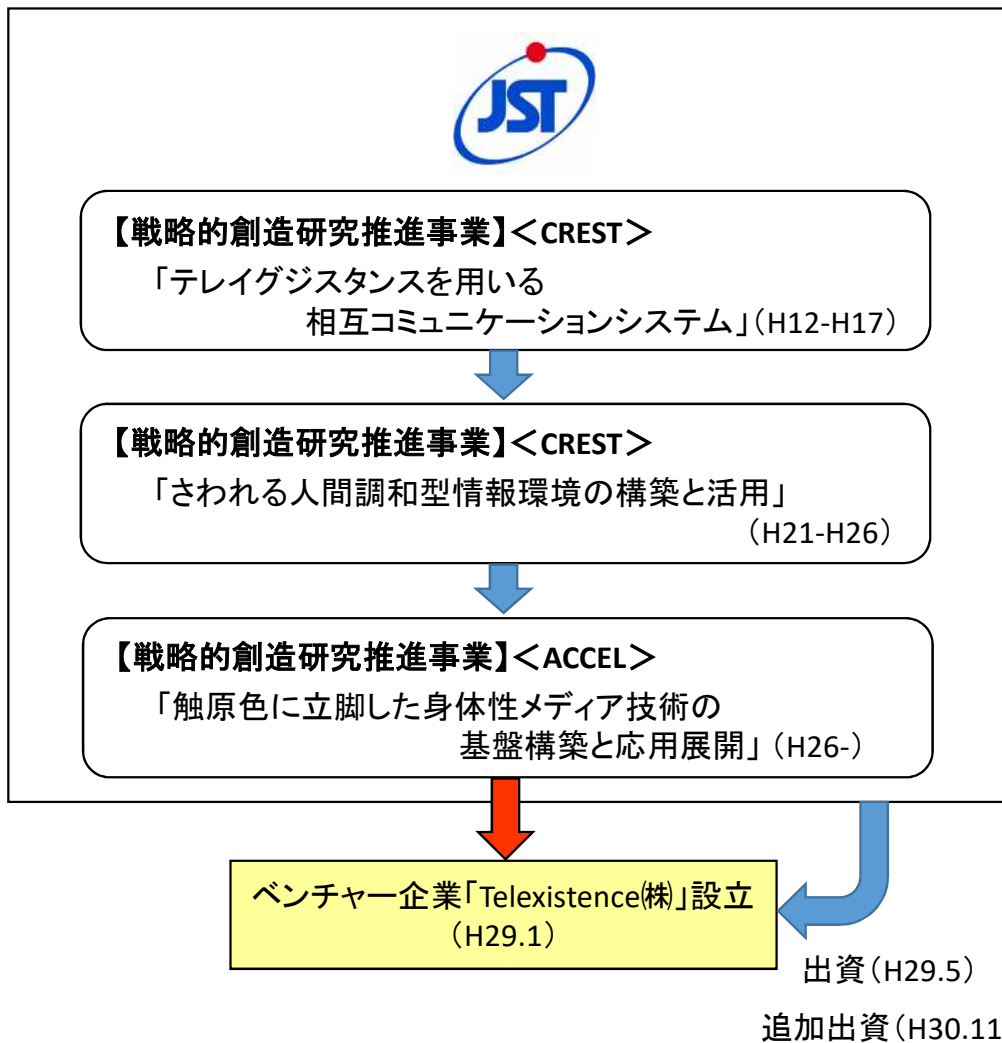 JST
【戦略的創造研究推進事業】＜CREST＞
「テレイグジスタンスを用いる
相互コミュニケーションシステム」（H12-H17）
【戦略的創造研究推進事業】＜CREST＞
「さわれる人間調和型情報環境の構築と活用」
（H21-H26）
【戦略的創造研究推進事業】＜ACCEL＞
「触原色に立脚した身体性メディア技術の
基盤構築と応用展開」（H26-）
ベンチャー企業「Telexistence㈱」設立
（H29.1）
出資（H29.5）
追加出資（H30.11